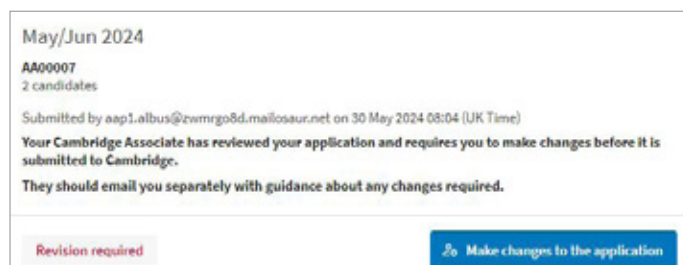 May/Jun 2024
AA00007
2 candidates
Submitted by aap1.albus@zwmrgo8d.mailosaur.net on 30 May 2024 08:04 (UK Time)
Your Cambridge Associate has reviewed your application and requires you to make changes before it is
submitted to Cambridge.
They should email you separately with guidance about any changes required.
Revision required
Make changes to the application